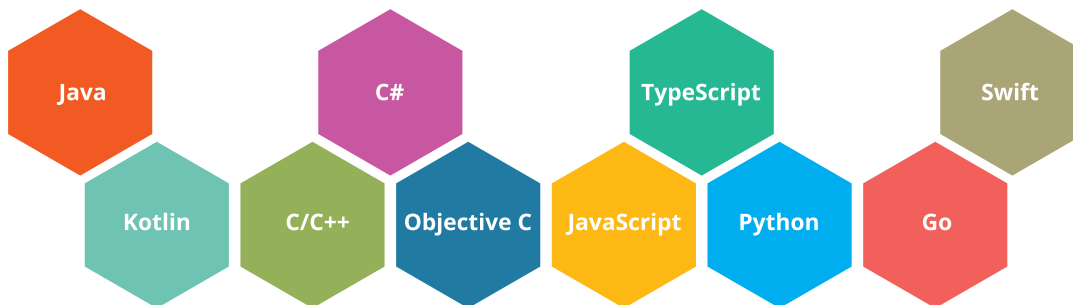 Java
C#
TypeScript
Swift
Kotlin
C/C++
Objective C
JavaScript
Python
Go